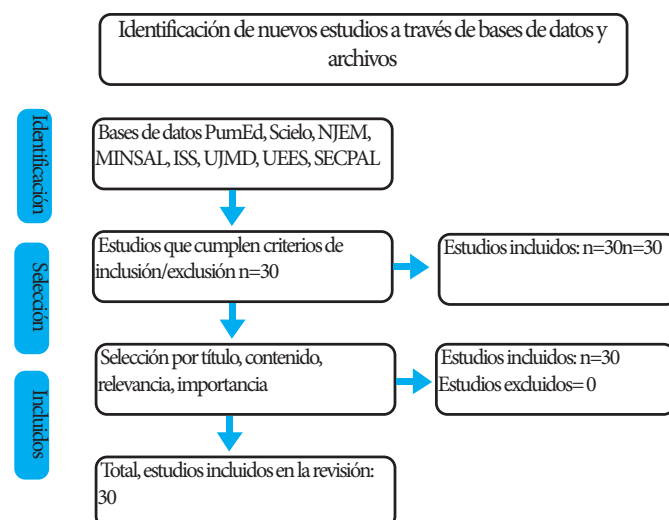 Identificación de nuevos estudios a través de bases de datos y
archivos
Identificación
Bases de datos PumEd, Scielo, NJEM,
MINSAL, ISS, UJMD, UEES, SECPAL
Selección
Estudios que cumplen criterios de
inclusión/exclusión n=30
Estudios incluidos: n=30n=30
Incluidos
Selección por título, contenido,
relevancia, importancia
Estudios incluidos: n=30
Estudios excluidos= 0
Total, estudios incluidos en la revisión:
30